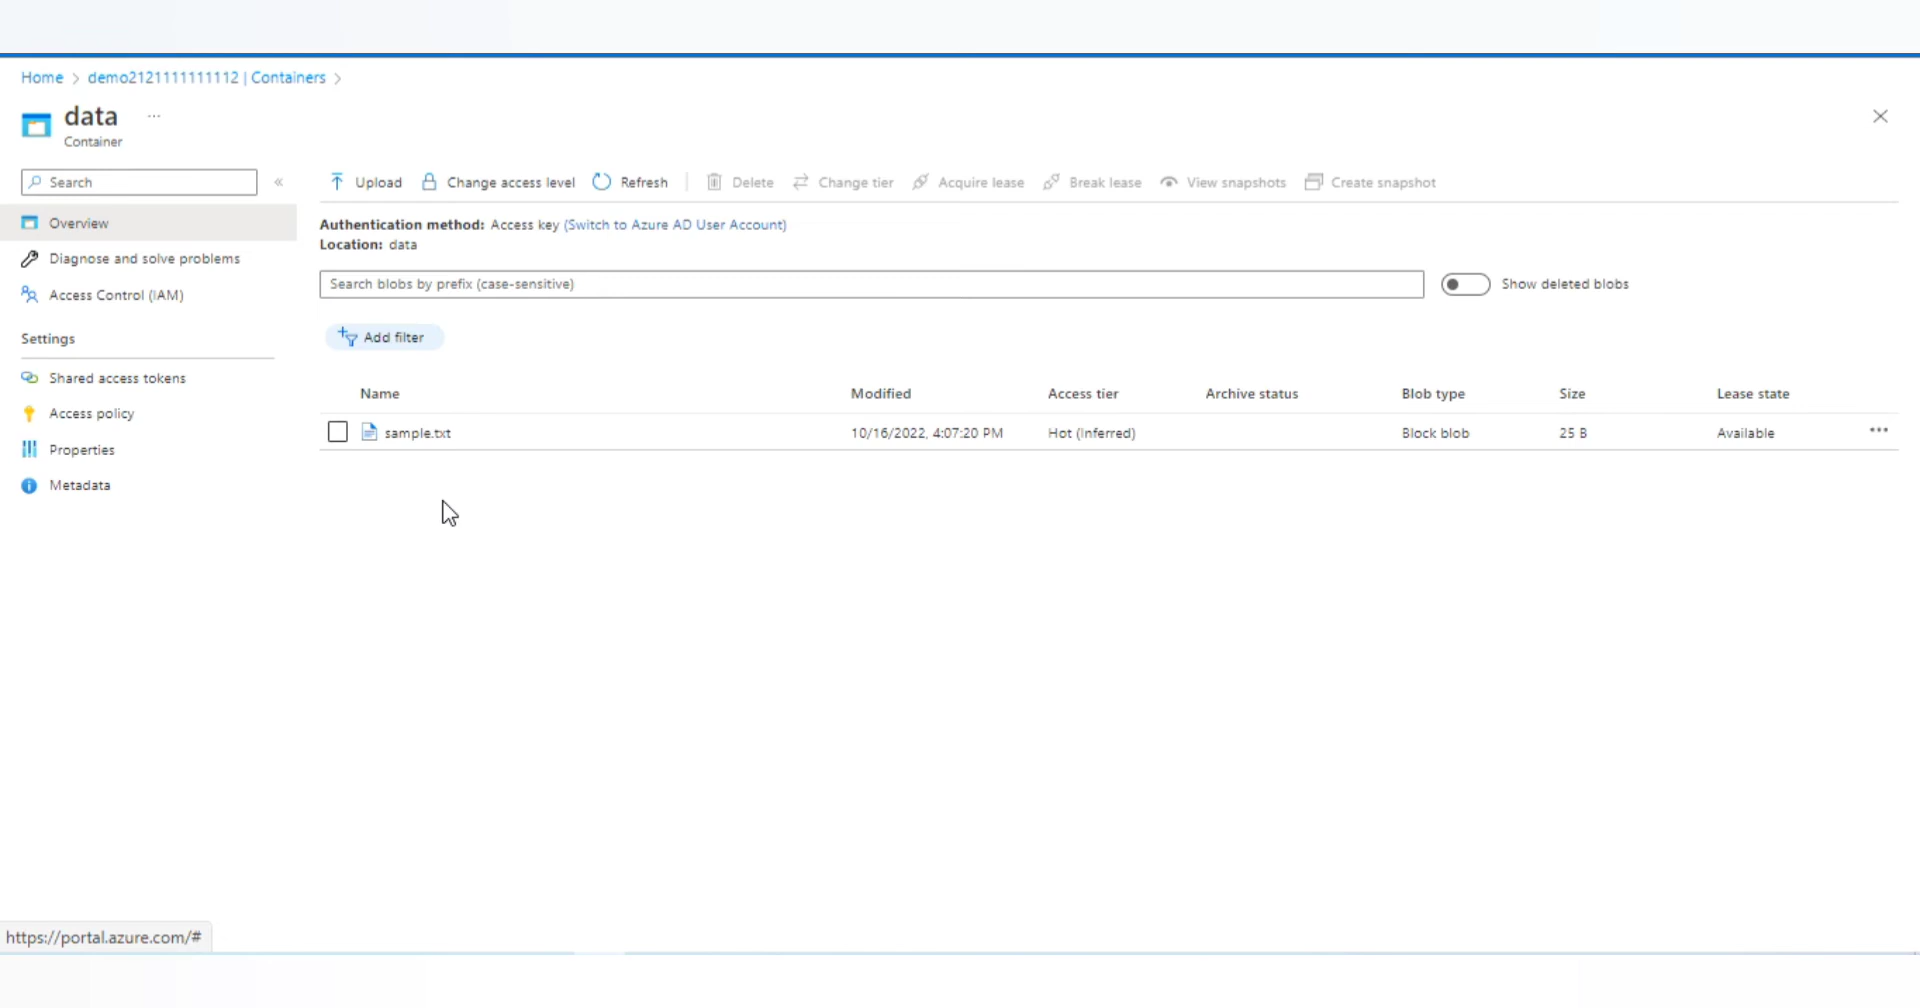 Home > demo2121111111112 | Containers >
data ...
Container
Search «
Upload Change access level Refresh Delete Change tier Acquire lease Break lease View snapshots Create snapshot
Overview
Diagnose and solve problems
Access Control (IAM)
Settings
Shared access tokens
Access policy
Properties
Metadata
Authentication method: Access key (Switch to Azure AD User Account)
Location: data
Search blobs by prefix (case-sensitive) Show deleted blobs
Add filter
Name Modified Access tier Archive status Blob type Size Lease state
sample.txt 10/16/2022, 4:07:20 PM Hot (Inferred) Block blob 25 B Available ...
https://portal.azure.com/#